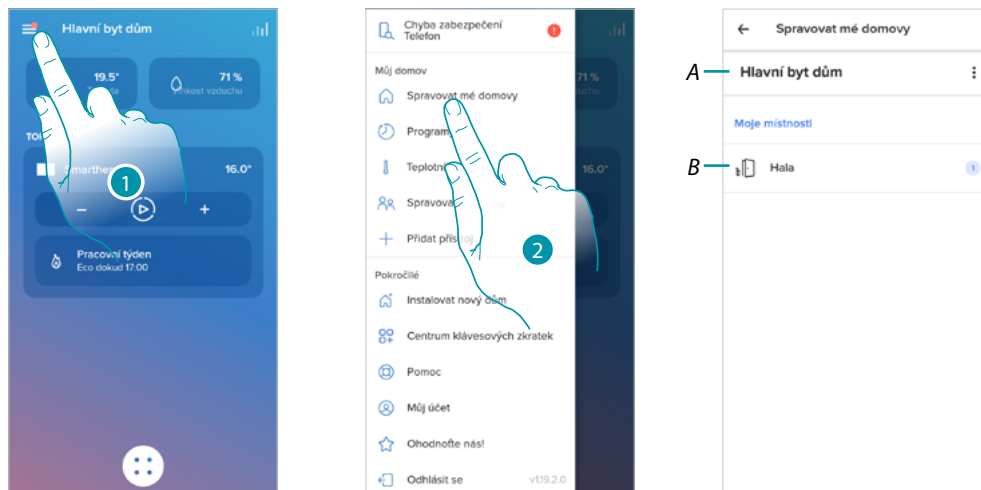 Hlavní byt dům
19.5°
71 %
vzduchu
16.0°
1
Pracovní týden
Eco dokud 17:00
Chyba zabezpečení
Telefon
!
Můj domov
Spravovat mé domovy
Programy
Teplotní
Spravovat
Přidat přístroj
2
Pokročilé
Instalovat nový dům
Centrum klávesových zkratek
Pomoc
Můj účet
Ohodnoťte nás!
Odhlásit se
v1.19.2.0
71 %
16.0°
Spravovat mé domovy
A
Hlavní byt dům
Moje místnosti
B
Hala
1